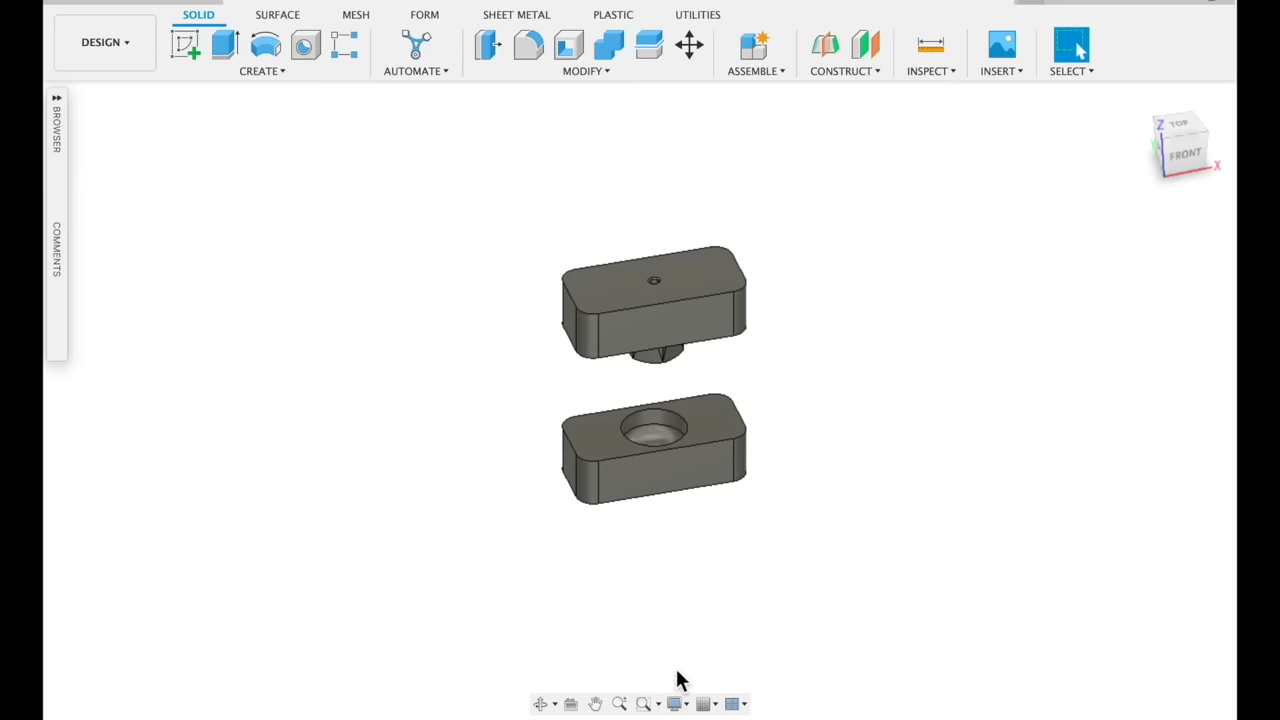 SOLID SURFACE MESH FORM SHEET METAL PLASTIC UTILITIES
DESIGN
CREATE AUTOMATE MODIFY ASSEMBLE CONSTRUCT INSPECT INSERT SELECT
BROWSER
COMMENTS
TOP
Z
FRONT
X